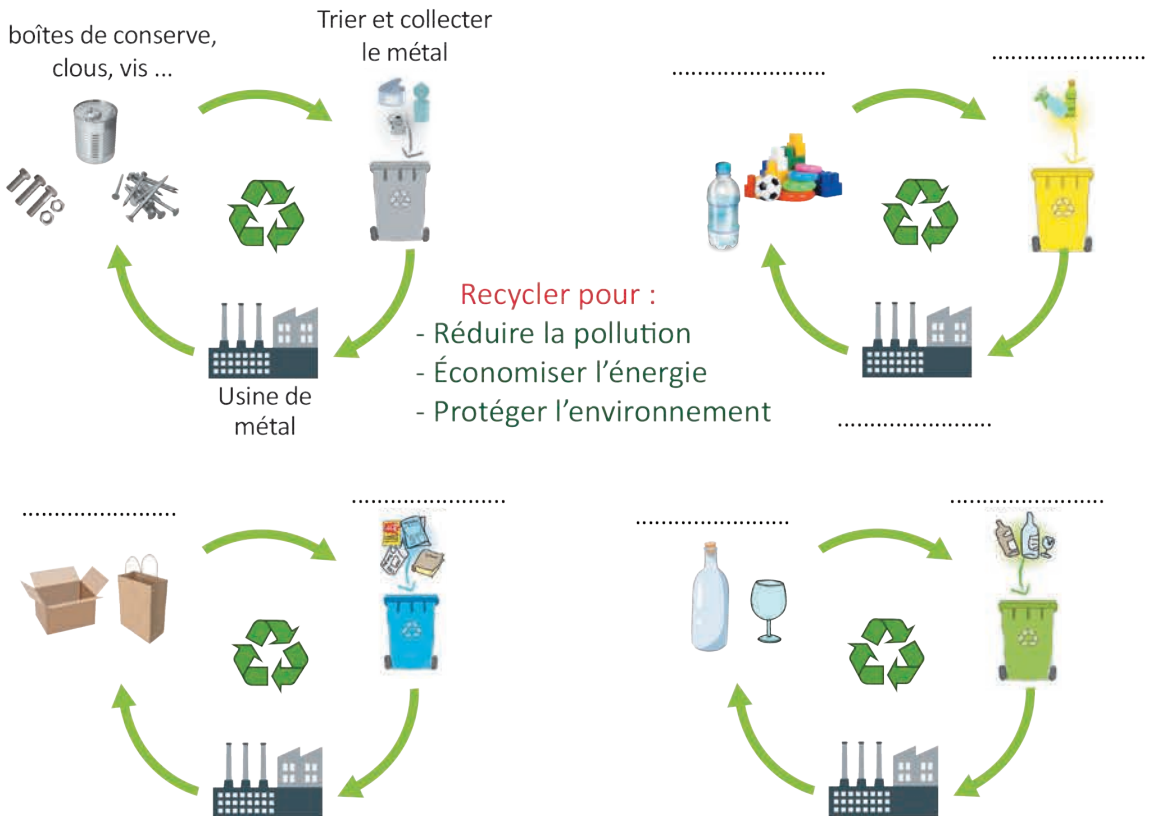 boîtes de conserve,
clous, vis ...
Trier et collecter
le métal
.......................
.......................
Recycler pour :
- Réduire la pollution
- Économiser l'énergie
- Protéger l'environnement
Usine de
métal
.......................
.......................
.......................
.......................
.......................